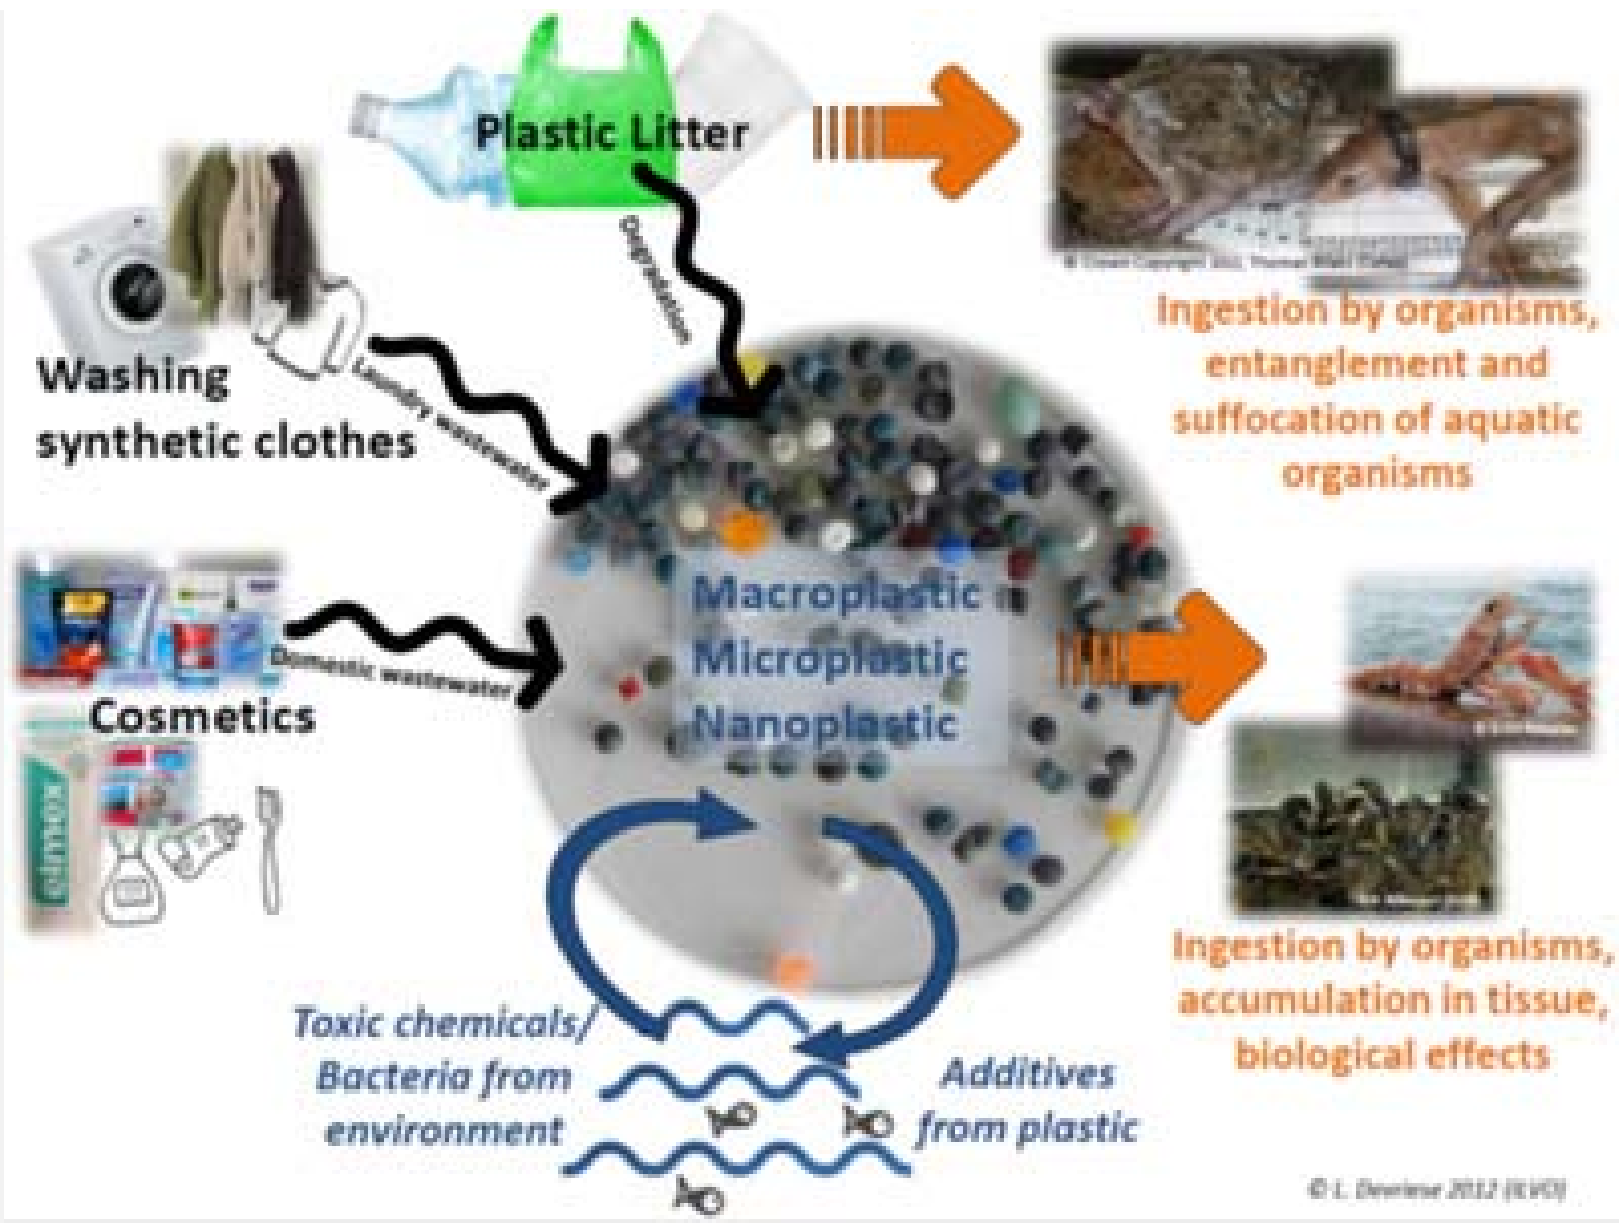 Plastic Litter
Degradation
Washing
synthetic clothes
Laundry wastewater
Domestic wastewater
Cosmetics
elmex
Macroplastic
Microplastic
Nanoplastic
Ingestion by organisms,
entanglement and
suffocation of aquatic
organisms
Ingestion by organisms,
accumulation in tissue,
biological effects
Toxic chemicals/
Bacteria from
environment
Additives
from plastic
© L. Devriese 2012 (ILVO)